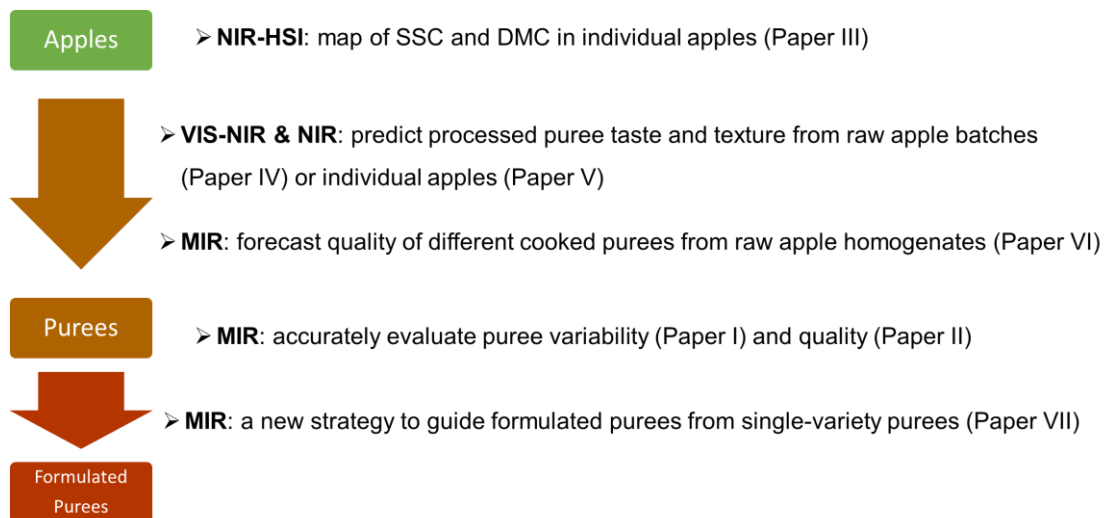 Apples
➢ NIR-HSI: map of SSC and DMC in individual apples (Paper III)
➢ VIS-NIR & NIR: predict processed puree taste and texture from raw apple batches
(Paper IV) or individual apples (Paper V)
➢ MIR: forecast quality of different cooked purees from raw apple homogenates (Paper VI)
Purees
➢ MIR: accurately evaluate puree variability (Paper I) and quality (Paper II)
➢ MIR: a new strategy to guide formulated purees from single-variety purees (Paper VII)
Formulated
Purees